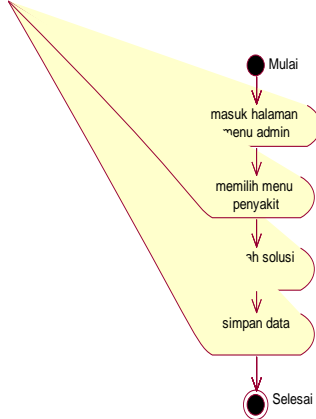 Mulai
masuk halaman
menu admin
memilih menu
penyakit
solusi
simpan data
Selesai